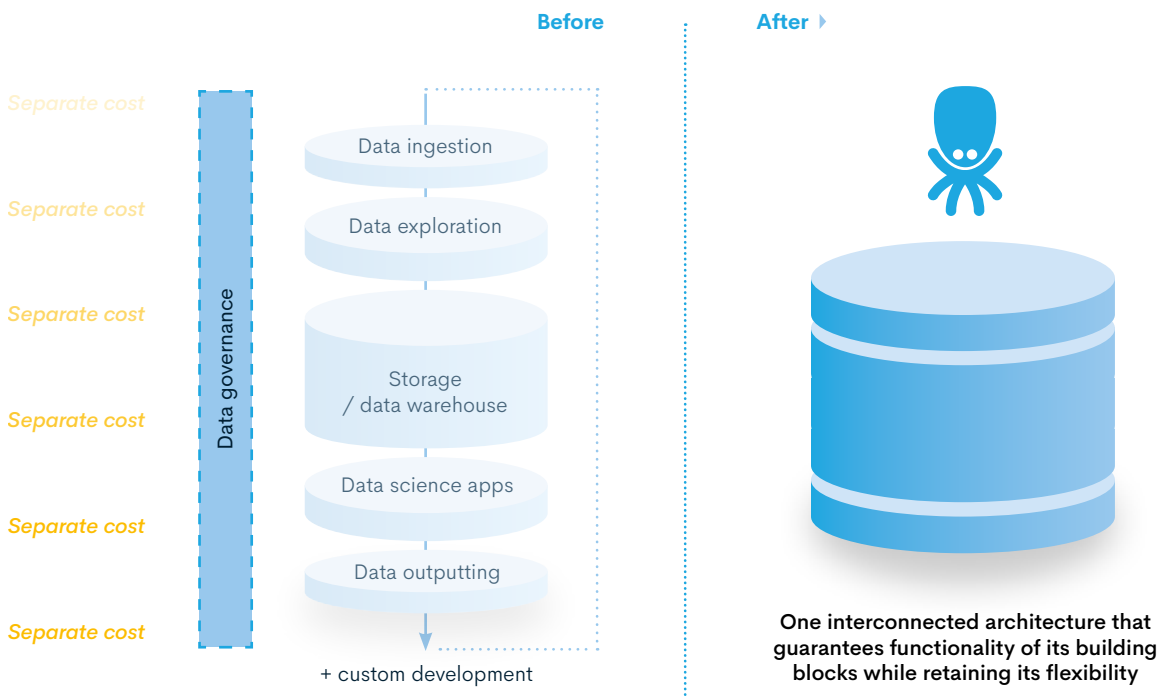 Before
After
Separate cost
Separate cost
Separate cost
Separate cost
Separate cost
Separate cost
Data governance
Data ingestion
Data exploration
Storage
/ data warehouse
Data science apps
Data outputting
+ custom development
One interconnected architecture that
guarantees functionality of its building
blocks while retaining its flexibility